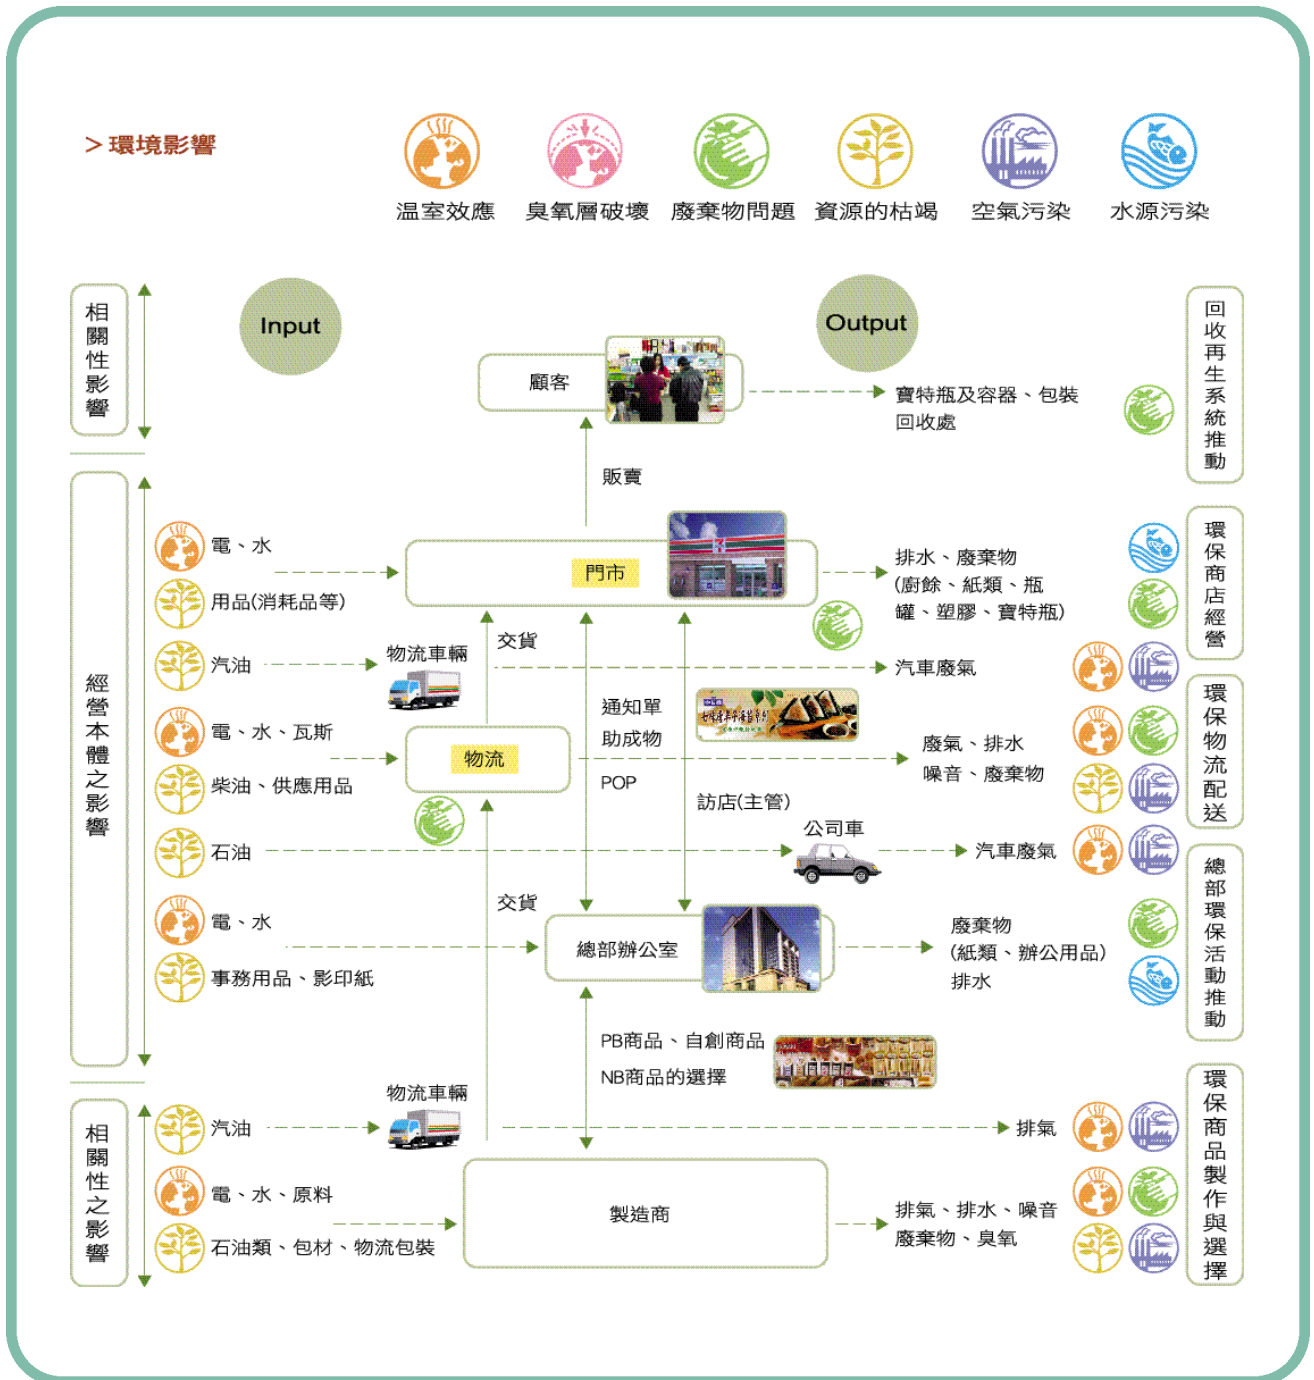 ＞環境影響
温室效應
臭氧層破壞
廢棄物問題
資源的枯竭
空氣污染
水源污染
相關性影響
Input
Output
回收再生系統推動
顧客
寶特瓶及容器、包裝
回收處
販賣
經營本體之影響
電、水
用品(消耗品等)
門市
排水、廢棄物
(廚餘、紙類、瓶
罐、塑膠、寶特瓶)
環保商店經營
汽油
物流車輛
交貨
汽車廢氣
通知單
助成物
POP
電、水、瓦斯
柴油、供應用品
物流
廢氣、排水
噪音、廢棄物
環保物流配送
訪店(主管)
石油
公司車
汽車廢氣
交貨
電、水
事務用品、影印紙
總部辦公室
廢棄物
(紙類、辦公用品)
排水
總部環保活動推動
PB商品、自創商品
NB商品的選擇
相關性之影響
汽油
物流車輛
排氣
電、水、原料
石油類、包材、物流包裝
製造商
排氣、排水、噪音
廢棄物、臭氧
環保商品製作與選擇